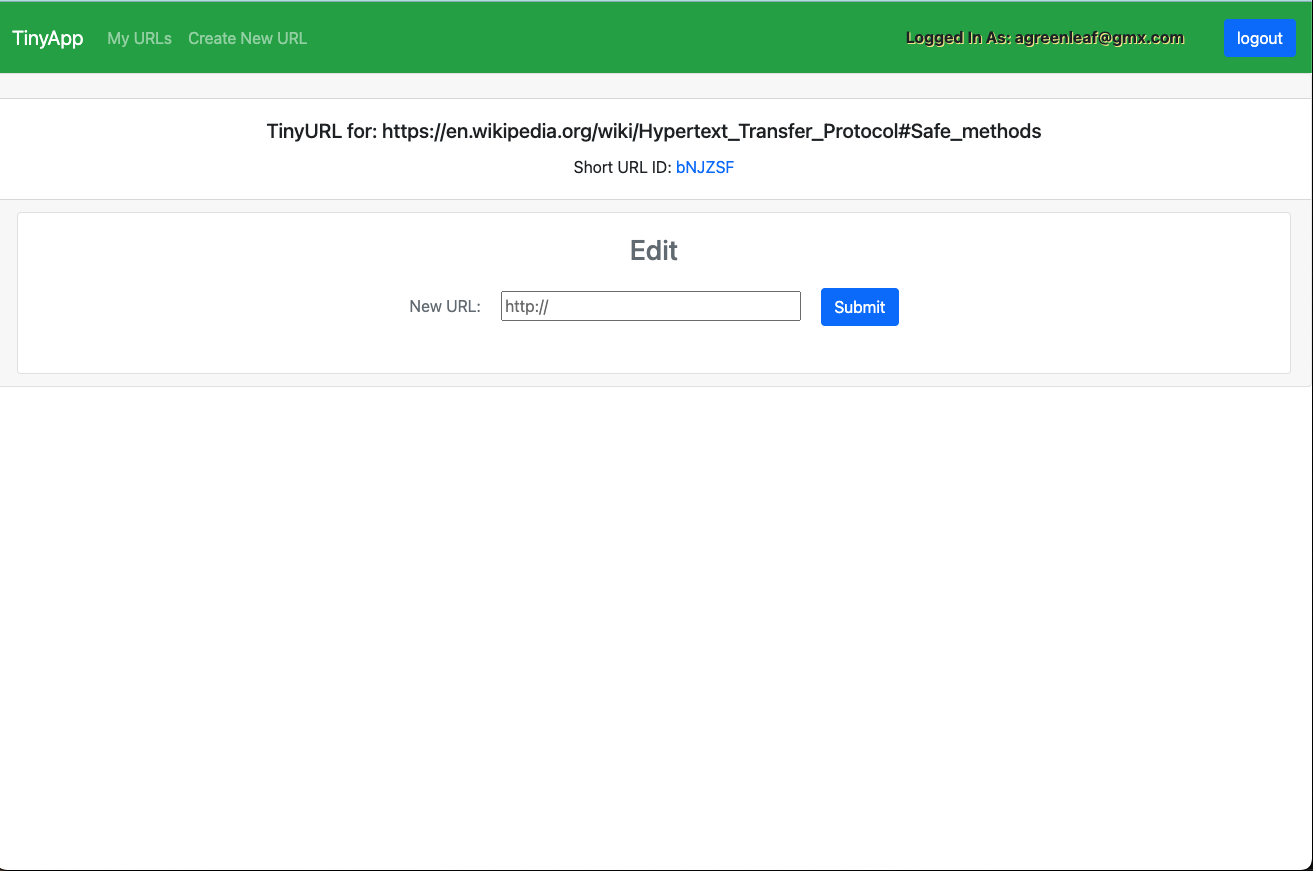 TinyApp My URLs Create New URL Logged In As: agreenleaf@gmx.com logout
TinyURL for: https://en.wikipedia.org/wiki/Hypertext_Transfer_Protocol#Safe_methods
Short URL ID: bNJZSF
Edit
New URL: http:// Submit